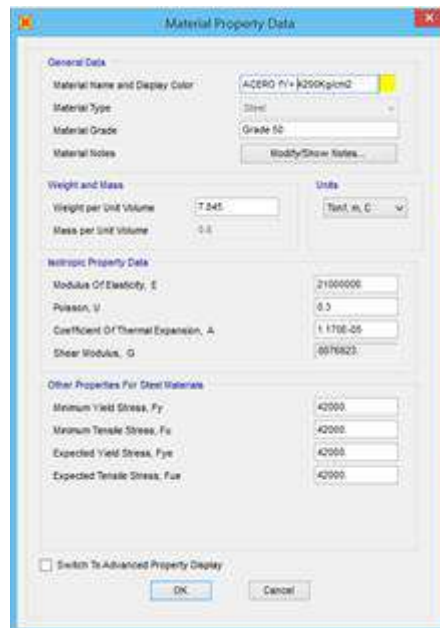 Material Property Data
General Data
Material Name and Display Color ACERO fY= 4200Kg/cm2
Material Type Steel
Material Grade Grade 50
Material Notes Modify/Show Notes...
Weight and Mass
Weight per Unit Volume 7.845
Mass per Unit Volume 0.8
Units
Tonf, m, C
Isotropic Property Data
Modulus Of Elasticity, E 21000000
Poisson, U 0.3
Coefficient Of Thermal Expansion, A 1.170E-05
Shear Modulus, G 8076923.
Other Properties For Steel Materials
Minimum Yield Stress, Fy 42000.
Minimum Tensile Stress, Fu 42000.
Expected Yield Stress, Fye 42000.
Expected Tensile Stress, Fue 42000.
Switch To Advanced Property Display
OK Cancel